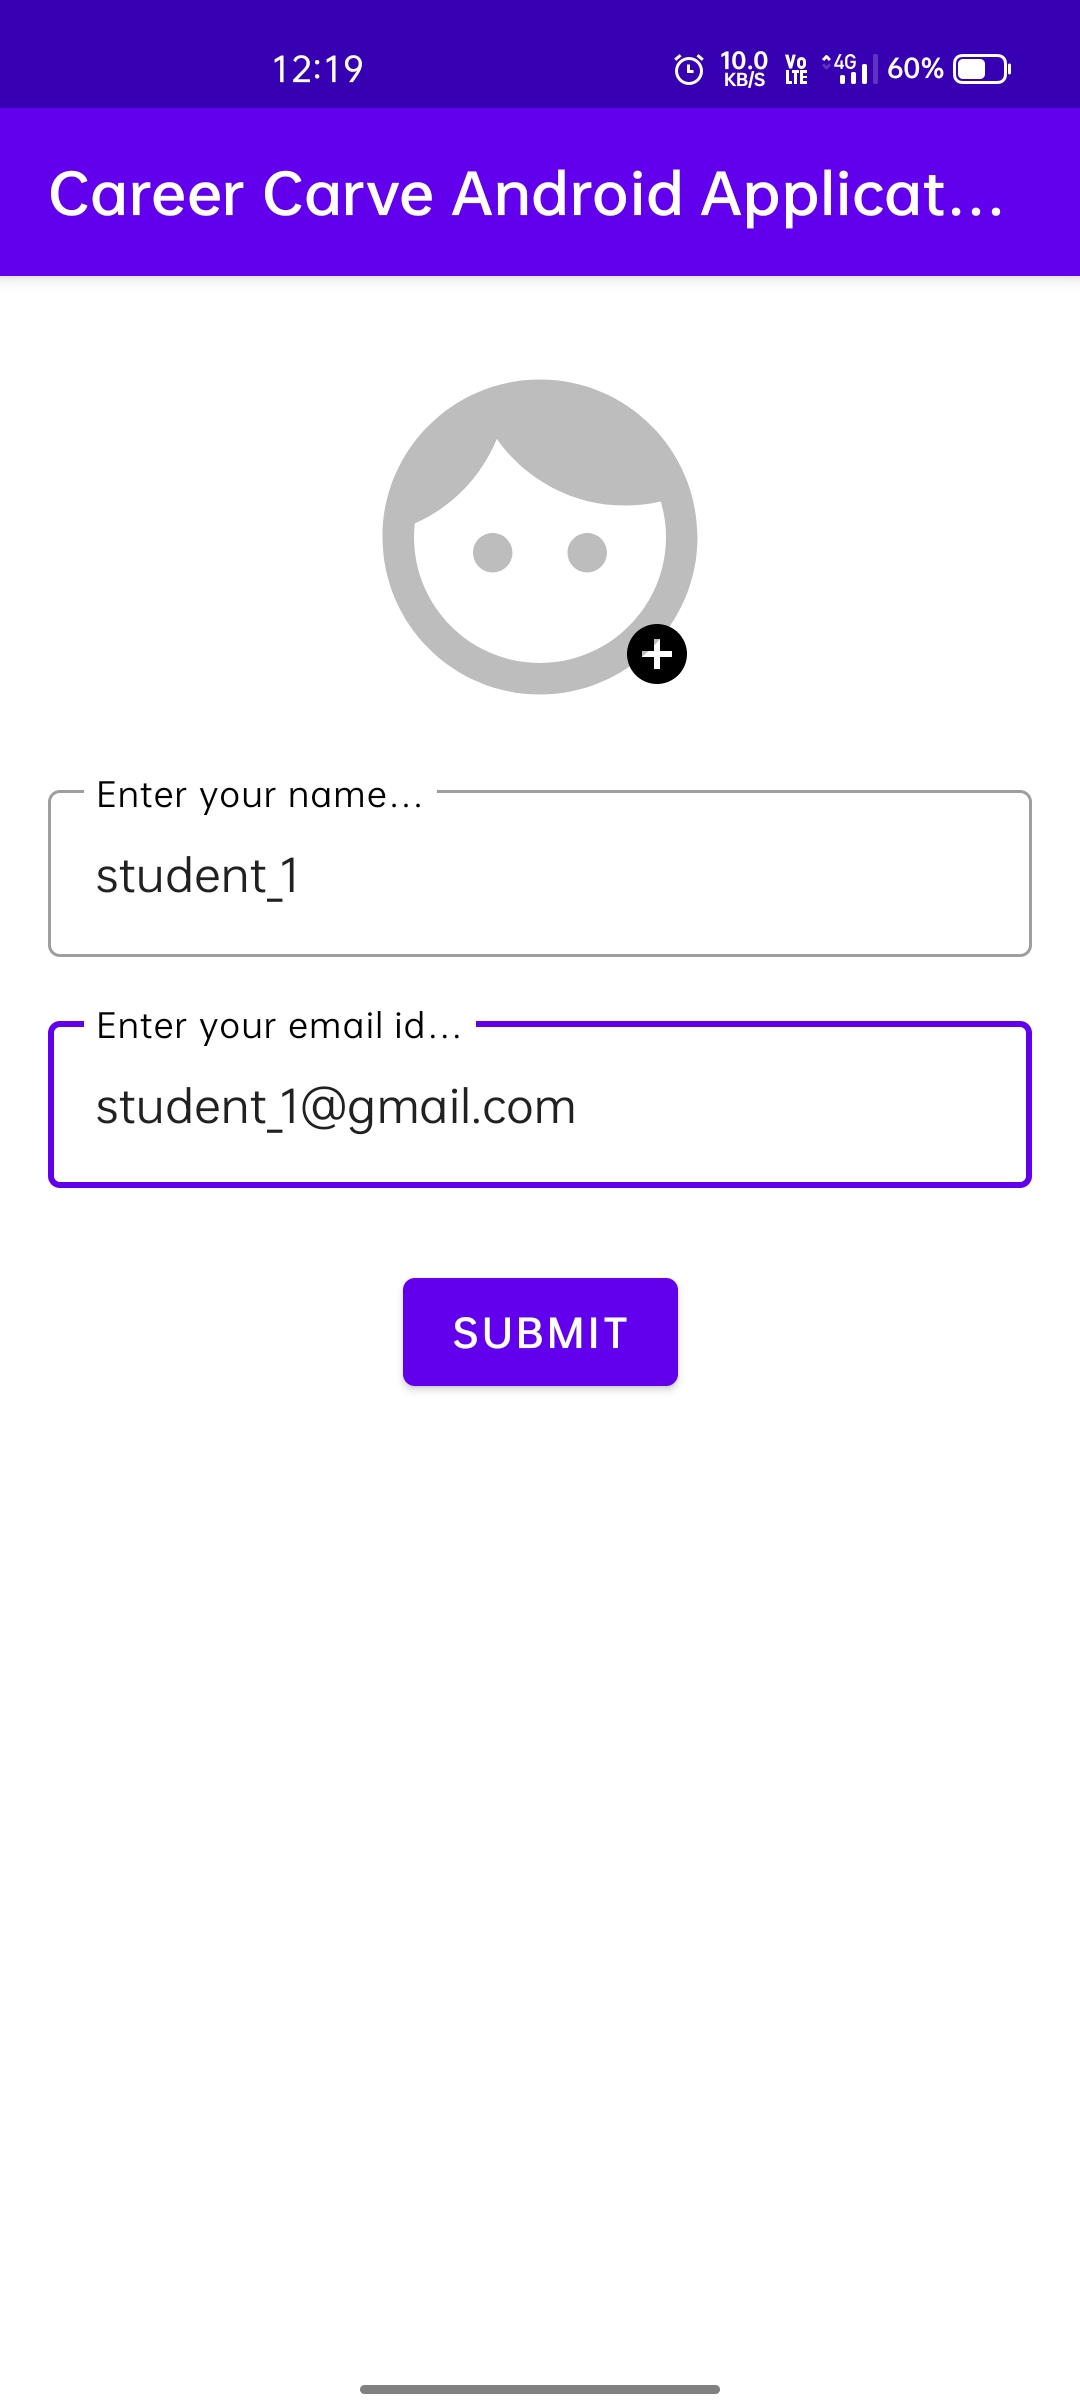 12:19 10.0 KB/S Vo LTE 4G 60%
Career Carve Android Applicat...
Enter your name...
student_1
Enter your email id...
student_1@gmail.com
SUBMIT